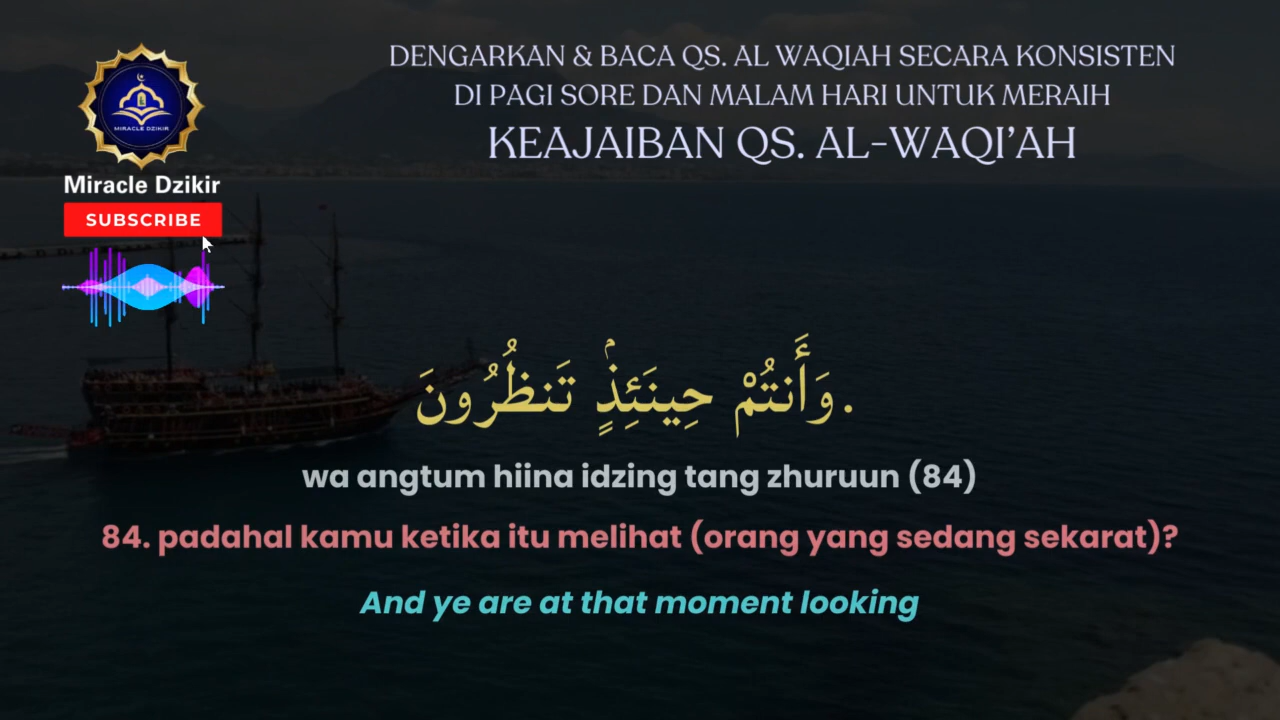 DENGARKAN & BACA QS. AL WAQIAH SECARA KONSISTEN
DI PAGI SORE DAN MALAM HARI UNTUK MERAIH
KEAJAIBAN QS. AL-WAQI'AH
MIRACLE DZIKIR
Miracle Dzikir
SUBSCRIBE
وَأَنتُمْ حِينَئِذٍۢ تَنظُرُونَ.
wa angtum hiina idzing tang zhuruun (84)
84. padahal kamu ketika itu melihat (orang yang sedang sekarat)?
And ye are at that moment looking